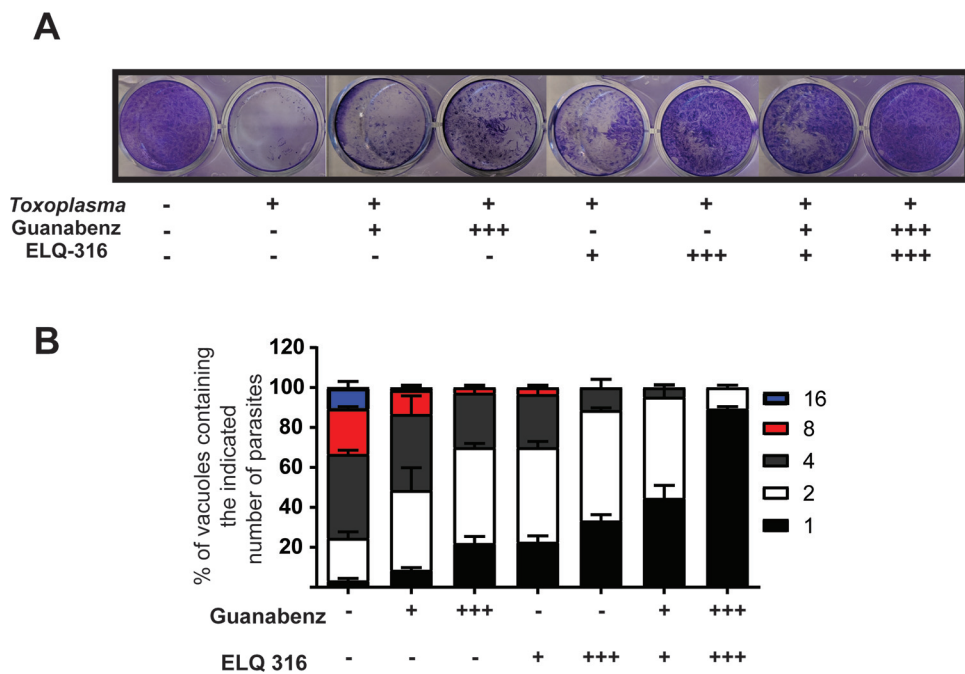 A
Toxoplasma - + + + + + + +
Guanabenz - - + +++ - - + +++
ELQ-316 - - - - + +++ + +++
B
% of vacuoles containing
the indicated
number of parasites
120
100
80
60
40
20
16
8
4
2
1
Guanabenz - + +++ - - + +++
ELQ 316 - - - + +++ + +++